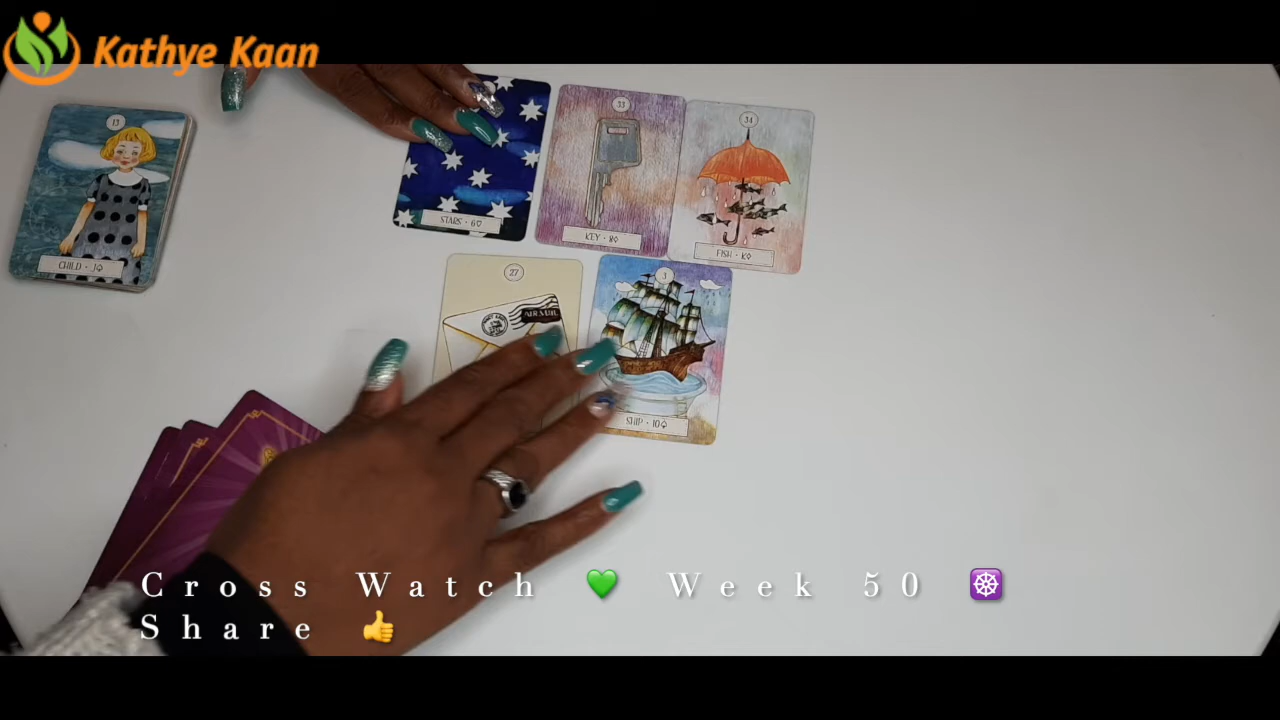 Kathye Kaan
13
CHILD • J♤
STARS • 6♡
33
KEY • 8♢
34
FISH • K♢
27
AIR MAIL
3
SHIP • 10♤
Cross Watch 💚 Week 50 ☸️
Share 👍